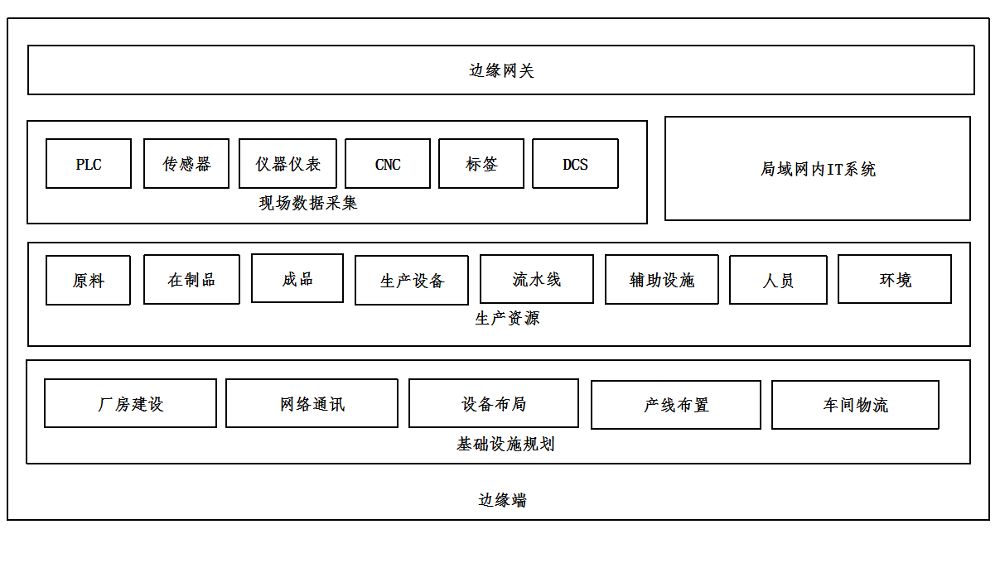 边缘网关
PLC 传感器 仪器仪表 CNC 标签 DCS
现场数据采集
局域网内IT系统
原料 在制品 成品 生产设备 流水线 辅助设施 人员 环境
生产资源
厂房建设 网络通讯 设备布局 产线布置 车间物流
基础设施规划
边缘端